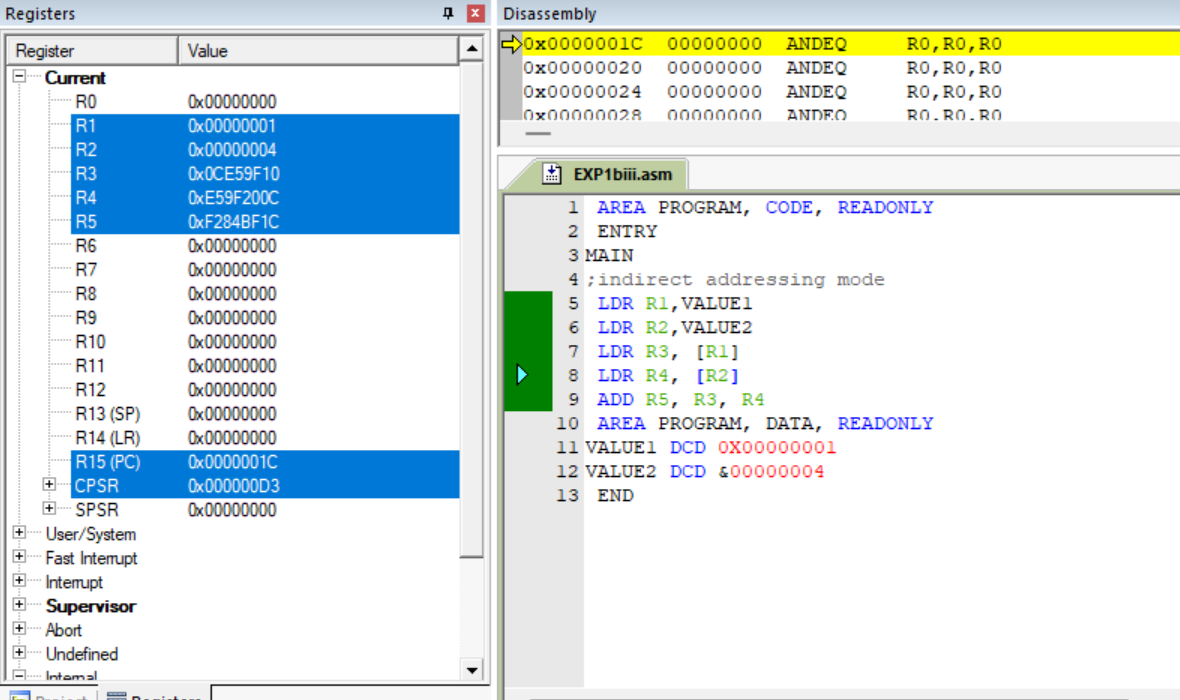 Registers
Register Value
Current
R0 0x00000000
R1 0x00000001
R2 0x00000004
R3 0x0CE59F10
R4 0xE59F200C
R5 0xF284BF1C
R6 0x00000000
R7 0x00000000
R8 0x00000000
R9 0x00000000
R10 0x00000000
R11 0x00000000
R12 0x00000000
R13 (SP) 0x00000000
R14 (LR) 0x00000000
R15 (PC) 0x0000001C
CPSR 0x000000D3
SPSR 0x00000000
User/System
Fast Interrupt
Interrupt
Supervisor
Abort
Undefined
Internal
Project Registers
Disassembly
0x0000001C 00000000 ANDEQ R0,R0,R0
0x00000020 00000000 ANDEQ R0,R0,R0
0x00000024 00000000 ANDEQ R0,R0,R0
0x00000028 00000000 ANDEQ R0,R0,R0
EXP1biii.asm
1 AREA PROGRAM, CODE, READONLY
2 ENTRY
3 MAIN
4 ;indirect addressing mode
5 LDR R1,VALUE1
6 LDR R2,VALUE2
7 LDR R3, [R1]
8 LDR R4, [R2]
9 ADD R5, R3, R4
10 AREA PROGRAM, DATA, READONLY
11 VALUE1 DCD 0X00000001
12 VALUE2 DCD &00000004
13 END